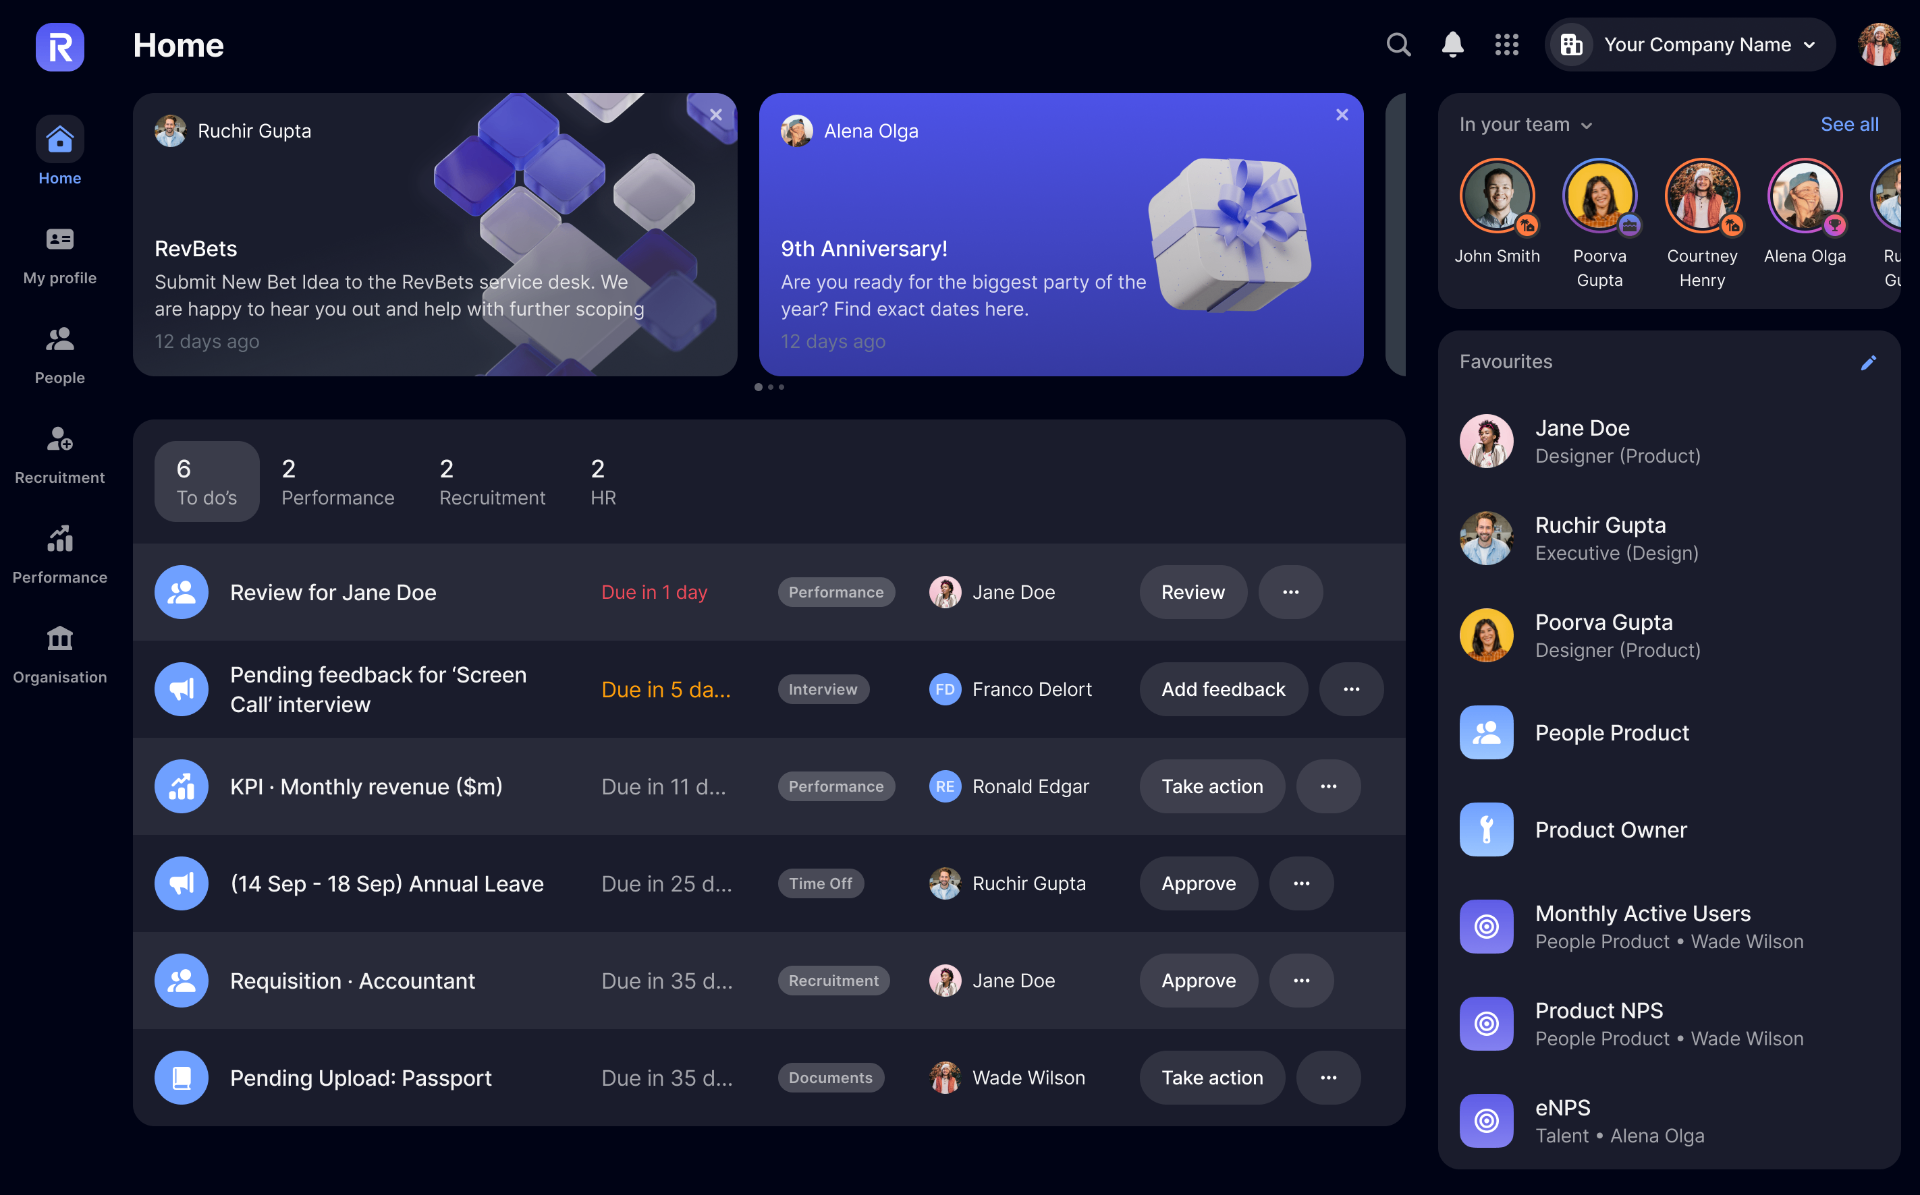 R
Home
Your Company Name
Home
My profile
People
Recruitment
Performance
Organisation
Ruchir Gupta
RevBets
Submit New Bet Idea to the RevBets service desk. We
are happy to hear you out and help with further scoping
12 days ago
Alena Olga
9th Anniversary!
Are you ready for the biggest party of the
year? Find exact dates here.
12 days ago
In your team
See all
John Smith
Poorva
Gupta
Courtney
Henry
Alena Olga
Ru
Gu
6
To do’s
2
Performance
2
Recruitment
2
HR
Review for Jane Doe
Due in 1 day
Performance
Jane Doe
Review
Pending feedback for ‘Screen
Call’ interview
Due in 5 da...
Interview
FD
Franco Delort
Add feedback
KPI · Monthly revenue ($m)
Due in 11 d...
Performance
RE
Ronald Edgar
Take action
(14 Sep - 18 Sep) Annual Leave
Due in 25 d...
Time Off
Ruchir Gupta
Approve
Requisition · Accountant
Due in 35 d...
Recruitment
Jane Doe
Approve
Pending Upload: Passport
Due in 35 d...
Documents
Wade Wilson
Take action
Favourites
Jane Doe
Designer (Product)
Ruchir Gupta
Executive (Design)
Poorva Gupta
Designer (Product)
People Product
Product Owner
Monthly Active Users
People Product • Wade Wilson
Product NPS
People Product • Wade Wilson
eNPS
Talent • Alena Olga